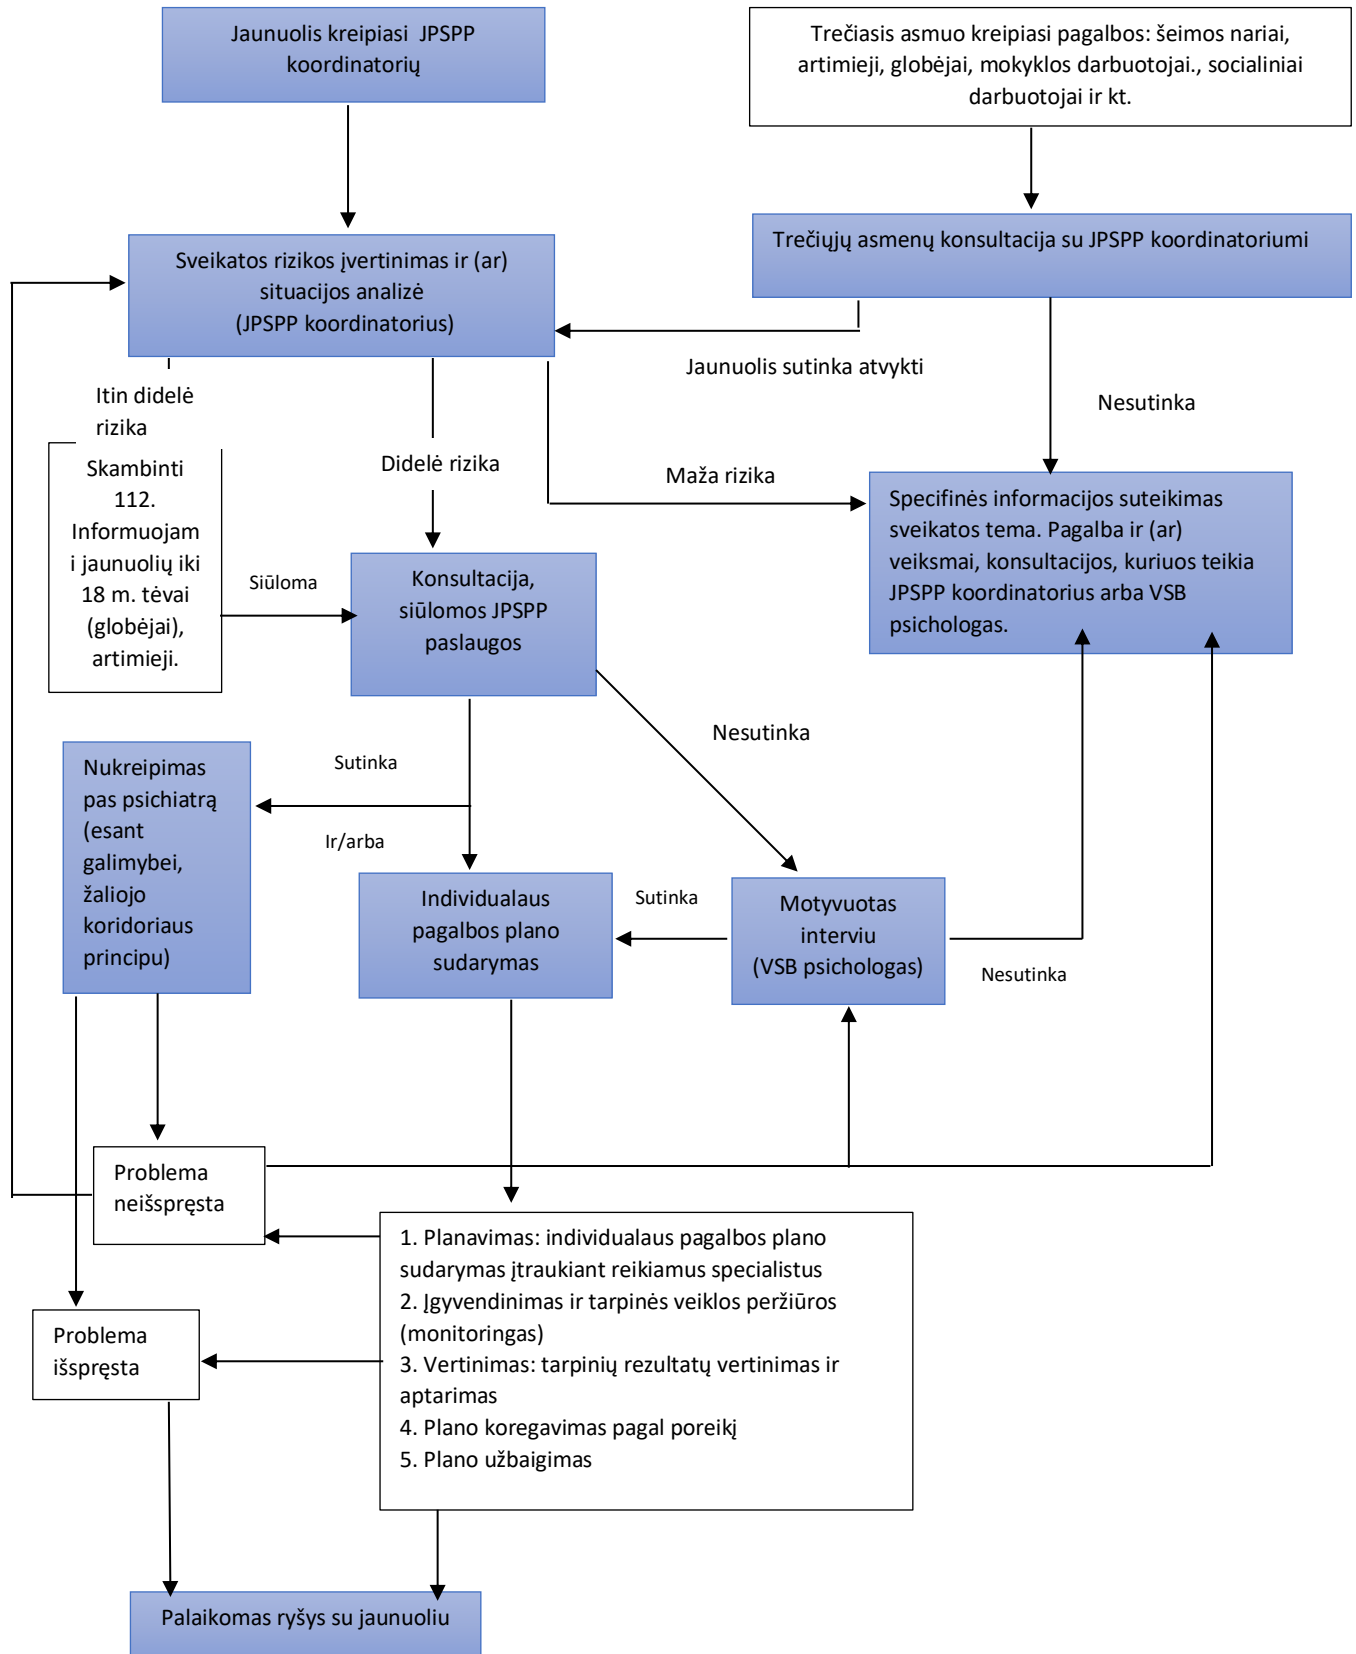 Jaunuolis kreipiasi  JPSPP
koordinatorių
Trečiasis asmuo kreipiasi pagalbos: šeimos nariai,
artimieji, globėjai, mokyklos darbuotojai., socialiniai
darbuotojai ir kt.
Sveikatos rizikos įvertinimas ir (ar)
situacijos analizė
(JPSPP koordinatorius)
Trečiųjų asmenų konsultacija su JPSPP koordinatoriumi
Jaunuolis sutinka atvykti
Nesutinka
Itin didelė
rizika
Didelė rizika
Maža rizika
Skambinti
112.
Informuojam
i jaunuolių iki
18 m. tėvai
(globėjai),
artimieji.
Siūloma
Konsultacija,
siūlomos JPSPP
paslaugos
Specifinės informacijos suteikimas
sveikatos tema. Pagalba ir (ar)
veiksmai, konsultacijos, kuriuos teikia
JPSPP koordinatorius arba VSB
psichologas.
Nesutinka
Sutinka
Ir/arba
Nukreipimas
pas psichiatrą
(esant
galimybei,
žaliojo
koridoriaus
principu)
Individualaus
pagalbos plano
sudarymas
Sutinka
Motyvuotas
interviu
(VSB psichologas)
Nesutinka
Problema
neišspręsta
1. Planavimas: individualaus pagalbos plano
sudarymas įtraukiant reikiamus specialistus
2. Įgyvendinimas ir tarpinės veiklos peržiūros
(monitoringas)
3. Vertinimas: tarpinių rezultatų vertinimas ir
aptarimas
4. Plano koregavimas pagal poreikį
5. Plano užbaigimas
Problema
išspręsta
Palaikomas ryšys su jaunuoliu